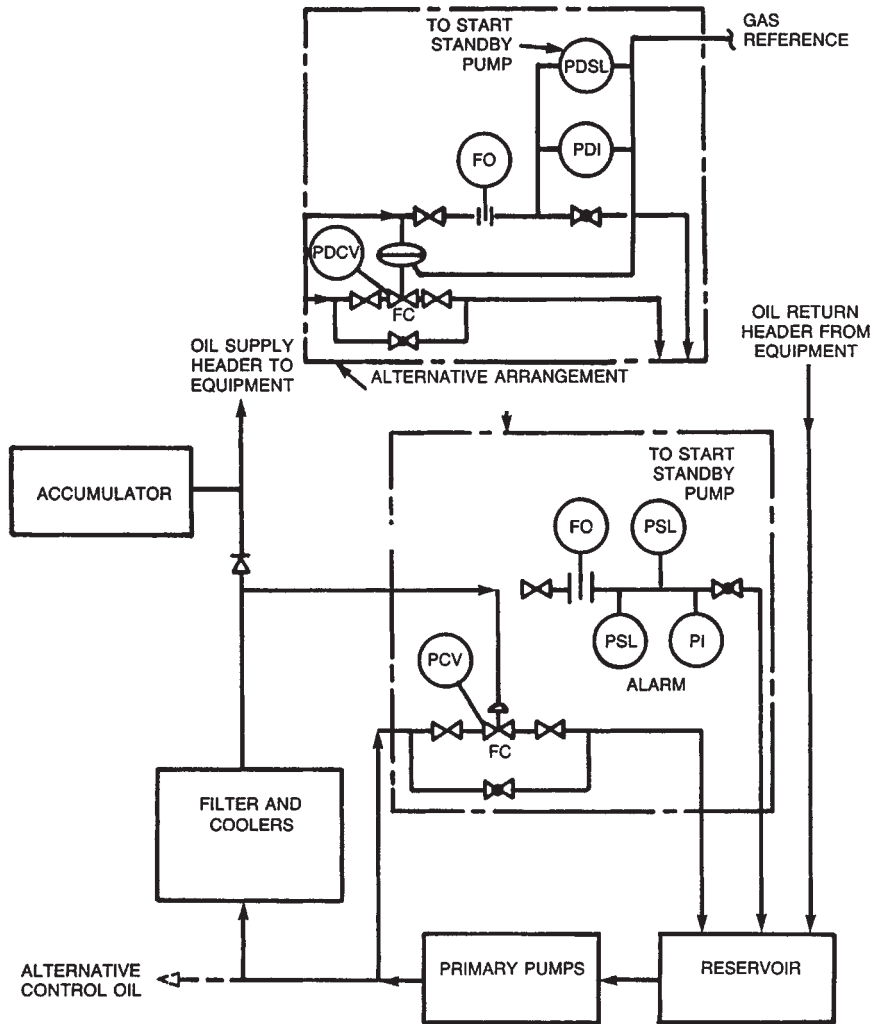 TO START
STANDBY
PUMP
GAS
REFERENCE
PDSL
PDI
FO
PDCV
FC
OIL SUPPLY
HEADER TO
EQUIPMENT
ALTERNATIVE ARRANGEMENT
OIL RETURN
HEADER FROM
EQUIPMENT
ACCUMULATOR
TO START
STANDBY
PUMP
FO
PSL
PSL
PI
ALARM
PCV
FC
FILTER AND
COOLERS
ALTERNATIVE
CONTROL OIL
PRIMARY PUMPS
RESERVOIR